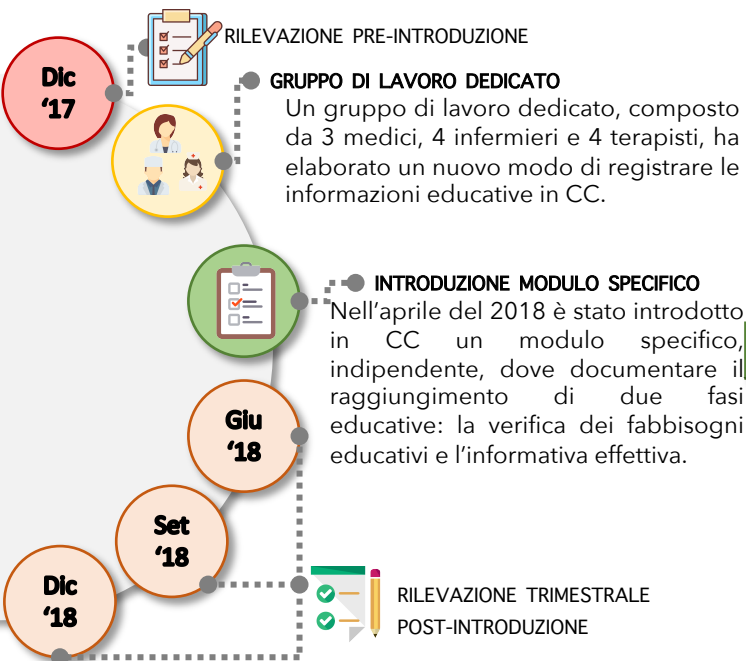 RILEVAZIONE PRE-INTRODUZIONE
Dic
‘17
GRUPPO DI LAVORO DEDICATO
Un gruppo di lavoro dedicato, composto
da 3 medici, 4 infermieri e 4 terapisti, ha
elaborato un nuovo modo di registrare le
informazioni educative in CC.
INTRODUZIONE MODULO SPECIFICO
Nell’aprile del 2018 è stato introdotto
in CC un modulo specifico,
indipendente, dove documentare il
raggiungimento di due fasi
educative: la verifica dei fabbisogni
educativi e l’informativa effettiva.
Giu
‘18
Set
‘18
Dic
‘18
RILEVAZIONE TRIMESTRALE
POST-INTRODUZIONE